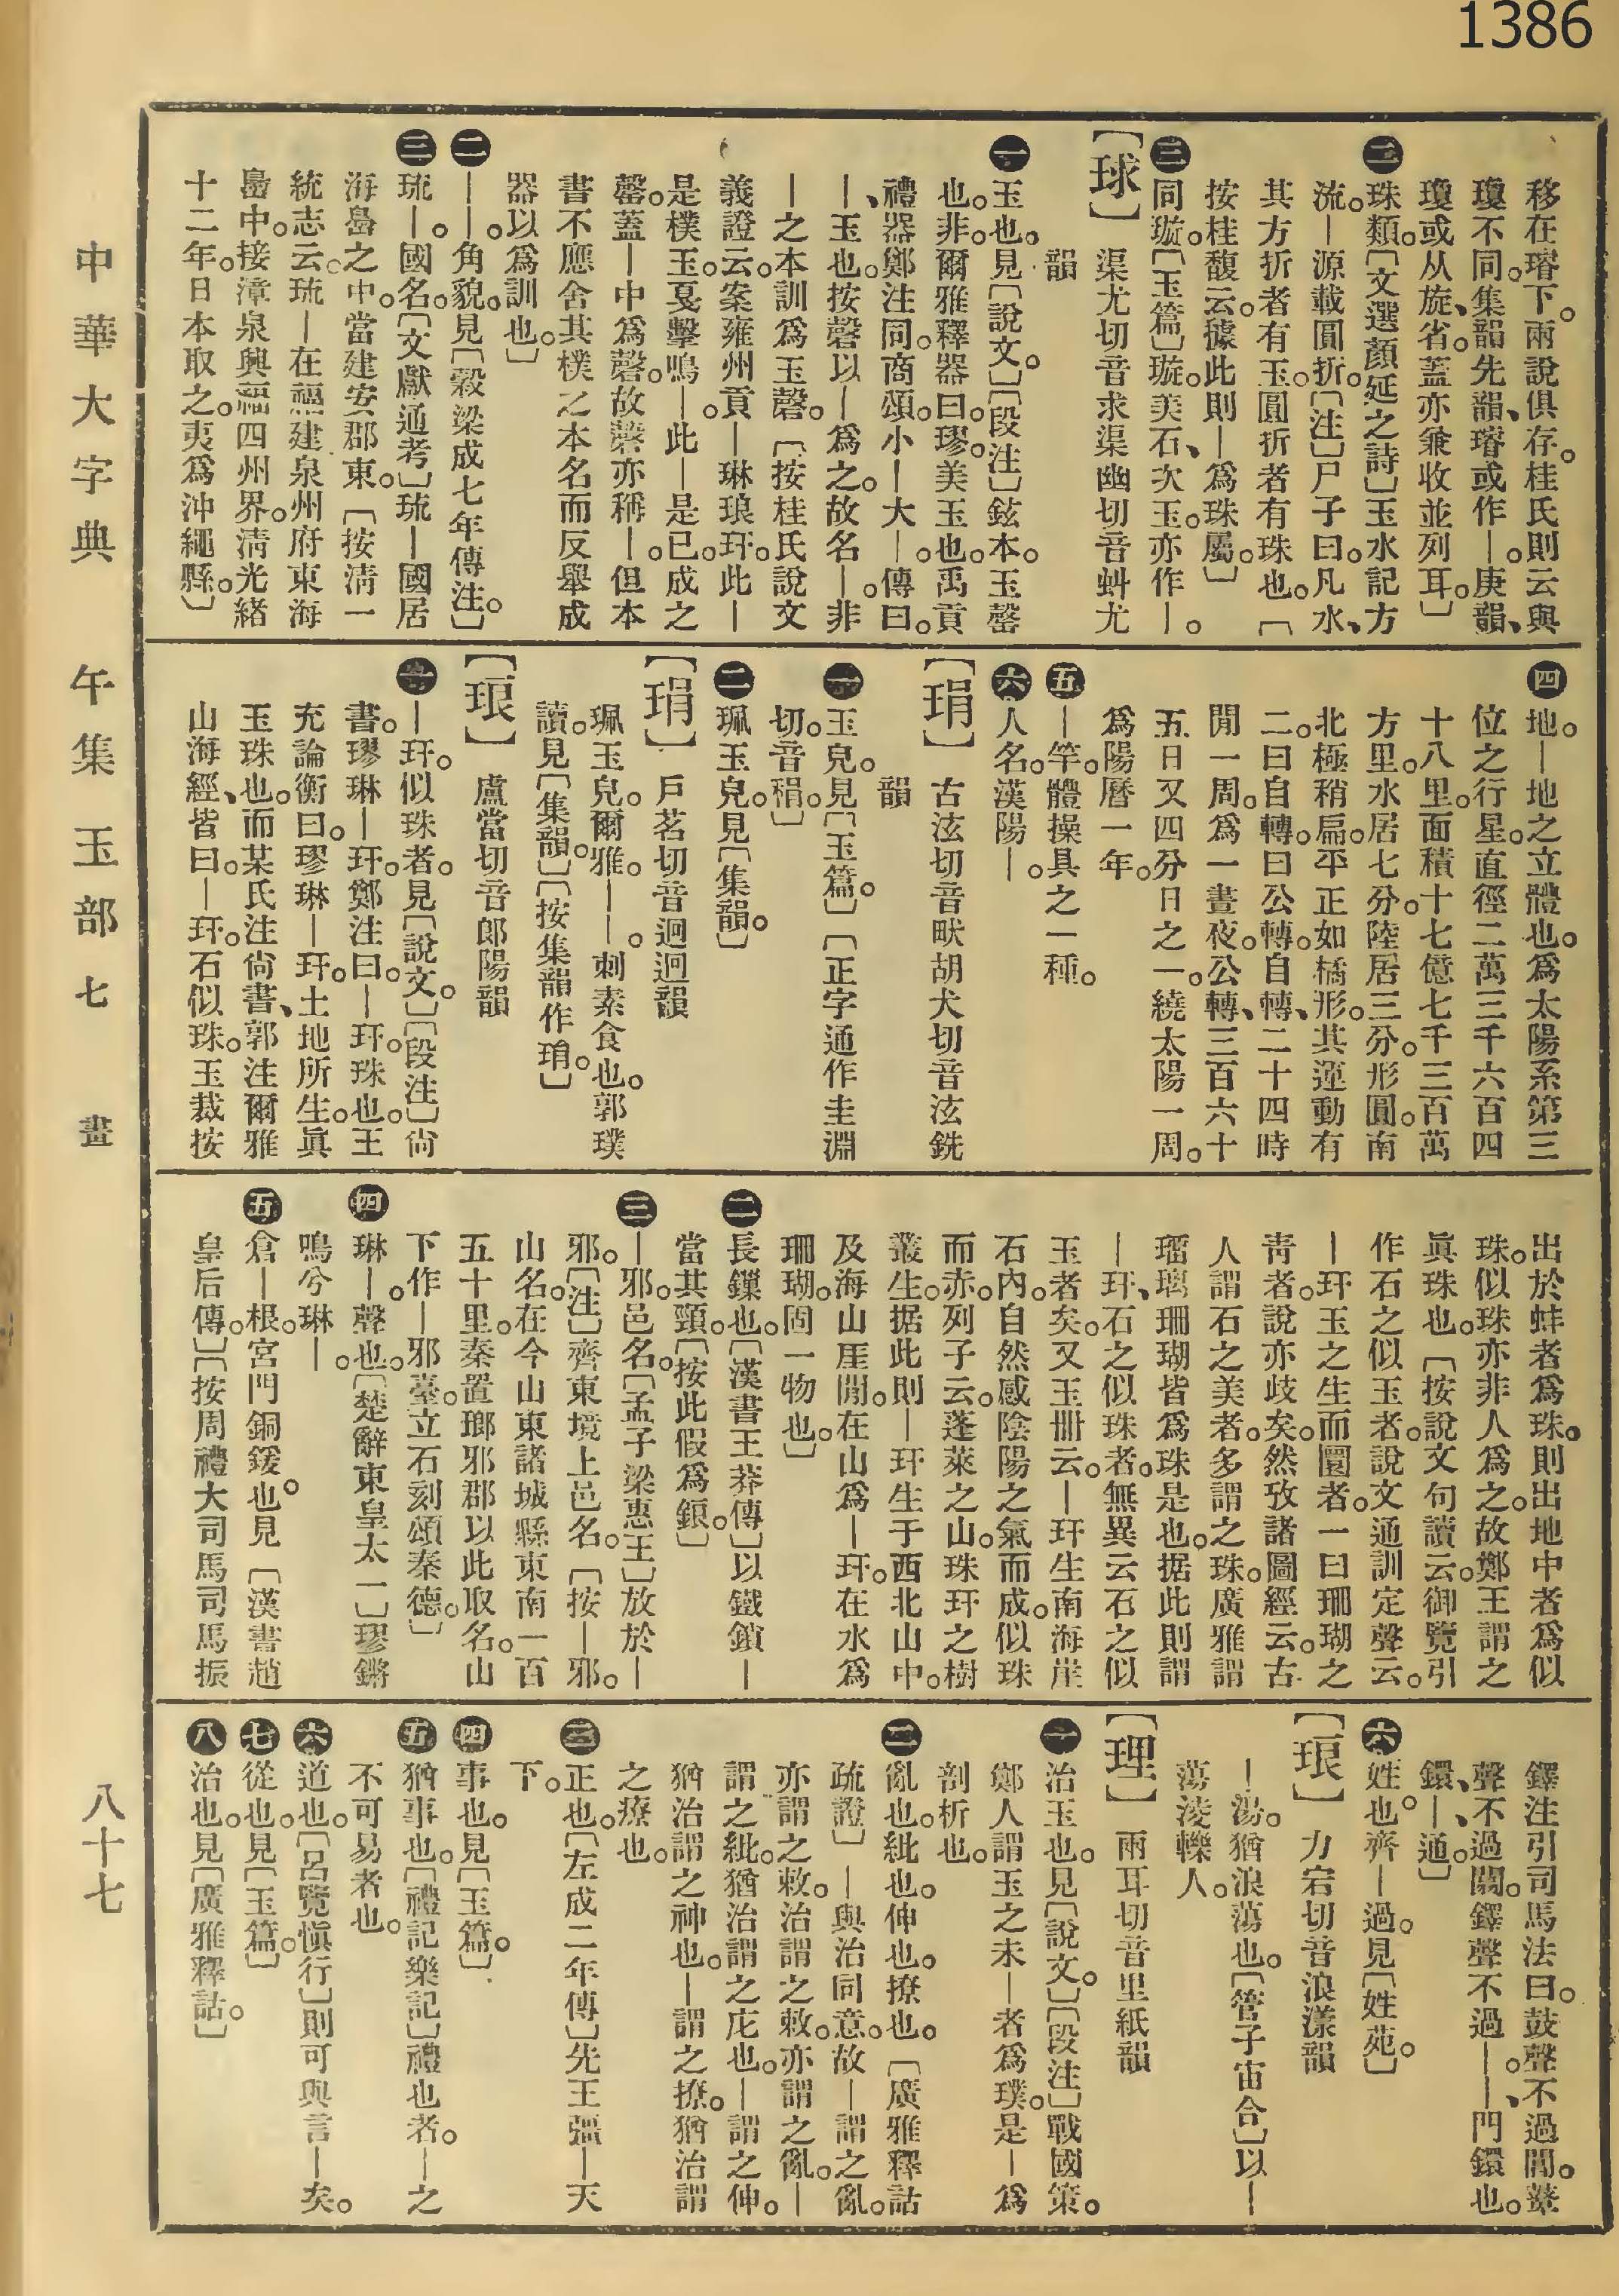 1386
移在璿下。兩說俱存。桂氏則云。與
瓊不同。集韻先韻、璿或作｜。庚韻、
瓊或从旋省。蓋亦兼收並列耳。〕
㊁珠類。〔文選顏延之詩〕玉水記方
流。｜源載圓折。〔注〕尸子曰。凡水、
其方折者有玉。圓折者有珠也。〔
按桂馥云。據此則｜爲珠屬。〕
㊂同璇。〔玉篇〕璇。美石、次玉。亦作｜。
〔球〕渠尤切音求渠幽切音虯尤
韻
㊀玉也。見〔說文。〕〔段注〕鉉本。玉磬
也。非。爾雅釋器曰。璆。美玉也。禹貢
禮器鄭注同。商頌。小｜大｜。傳曰。
｜、玉也。按磬以｜爲之。故名｜。非
｜之本訓爲玉磬。〔按桂氏說文
義證云。案雍州貢｜琳琅玕。此｜
是樸玉。戛擊鳴｜。此｜是已成之
罄。蓋｜中爲磬。故磬亦稱｜。但本
書不應舍其樸之本名而反舉成
器以爲訓也。〕
㊁｜｜。角貌。見〔穀梁成七年傳注。〕
㊂琉｜。國名。〔文獻通考〕琉｜國居
海島之中。當建安郡東。〔按清一
統志云。琉｜在福建泉州府東海
島中。接漳泉興福四州界。清光緒
十二年。日本取之。夷爲沖繩縣。〕
㊃地。｜地之立體也。爲太陽系第三
位之行星。直徑二萬三千六百四
十八里。面積十七億七千三百萬
方里。水居七分。陸居三分。形圓。南
北極稍扁。平正如橘形。其運動有
二。曰自轉。曰公轉。自轉、二十四時
閒一周。爲一晝夜。公轉、三百六十
五日又四分日之一。繞太陽一周。
爲陽曆一年。
㊄｜竿。體操具之一種。
㊅人名。漢陽｜。
〔琄〕古泫切音畎胡犬切音泫銑
韻
㊀玉皃。見〔玉篇。〕〔正字通作圭淵
切。音稩。〕
㊁珮玉皃。見〔集韻。〕
〔琄〕戶茗切音迥迥韻
珮玉皃。爾雅。｜｜。刺素食也。郭璞
讀。見〔集韻。〕〔按集韻作琑。〕
〔琅〕盧當切音郎陽韻
㊀｜玕。似珠者。見〔說文。〕〔段注〕尙
書。璆琳｜玕。鄭注曰。｜玕。珠也。王
充論衡曰。璆琳｜玕。土地所生。眞
玉珠也。而某氏注尙書、郭注爾雅
山海經、皆曰。｜玕。石似珠。玉裁按
出於蚌者爲珠。則出地中者爲似
珠。似珠亦非人爲之。故鄭王謂之
眞珠也。〔按說文句讀云。御覽引
作石之似玉者。說文通訓定聲云。
｜玕玉之生而圜者。一曰珊瑚之
靑者。說亦歧矣。然攷諸圖經云。古
人謂石之美者。多謂之珠。廣雅謂
瑠璃珊瑚皆爲珠是也。据此則謂
｜玕、石之似珠者。無異云石之似
玉者矣。又玉冊云。｜玕生南海崖
石內。自然感陰陽之氣而成。似珠
而赤。列子云。蓬萊之山。珠玕之樹
叢生。据此則｜玕生于西北山中。
及海山厓閒。在山爲｜玕。在水爲
珊瑚。固一物也。〕
㊁長鏁也。〔漢書王莽傳〕以鐵鎖｜
當其頸。〔按此假爲鋃。〕
㊂｜邪。邑名。〔孟子梁惠王〕放於｜
邪。〔注〕齊東境上邑名。〔按｜邪。
山名。在今山東諸城縣東南一百
五十里。秦置瑯邪郡以此取名。山
下作｜邪臺。立石刻頌秦德。〕
㊃琳｜。聲也。〔楚辭東皇太一〕璆鏘
鳴兮琳｜。
㊄倉｜根。宮門銅鍰也。見〔漢書趙
皇后傳。〕〔按周禮大司馬司馬振
鐸注引司馬法曰。鼓聲不過閶。鼙
聲、不過闟。鐸聲不過｜。｜、門鐶也。
鐶、｜通。〕
㊅姓也。齊｜過。見〔姓苑。〕
〔琅〕力宕切音浪漾韻
｜湯。猶浪蕩也。〔管子宙合〕以｜
蕩淩轢人。
〔理〕兩耳切音里紙韻
㊀治玉也。見〔說文。〕〔段注〕戰國策。
鄭人謂玉之未｜者爲璞。是｜爲
剖析也。
㊁亂也。紕也。伸也。撩也。〔廣雅釋詁
疏證〕｜與治同意。故｜謂之亂。
亦謂之敕。治謂之敕。亦謂之亂。｜
謂之紕。猶治謂之庀也。｜謂之伸。
猶治謂之神也。｜謂之撩。猶治謂
之療也。
㊂正也。〔左成二年傳〕先王疆｜天
下。
㊃事也。見〔玉篇。〕
㊄猶事也。〔禮記樂記〕禮也者。｜之
不可易者也。
㊅道也。〔呂覽愼行〕則可與言｜矣。
㊆從也。見〔玉篇。〕
㊇治也。見〔廣雅釋詁。〕
中華大字典　午集　玉部　七畫　八十七